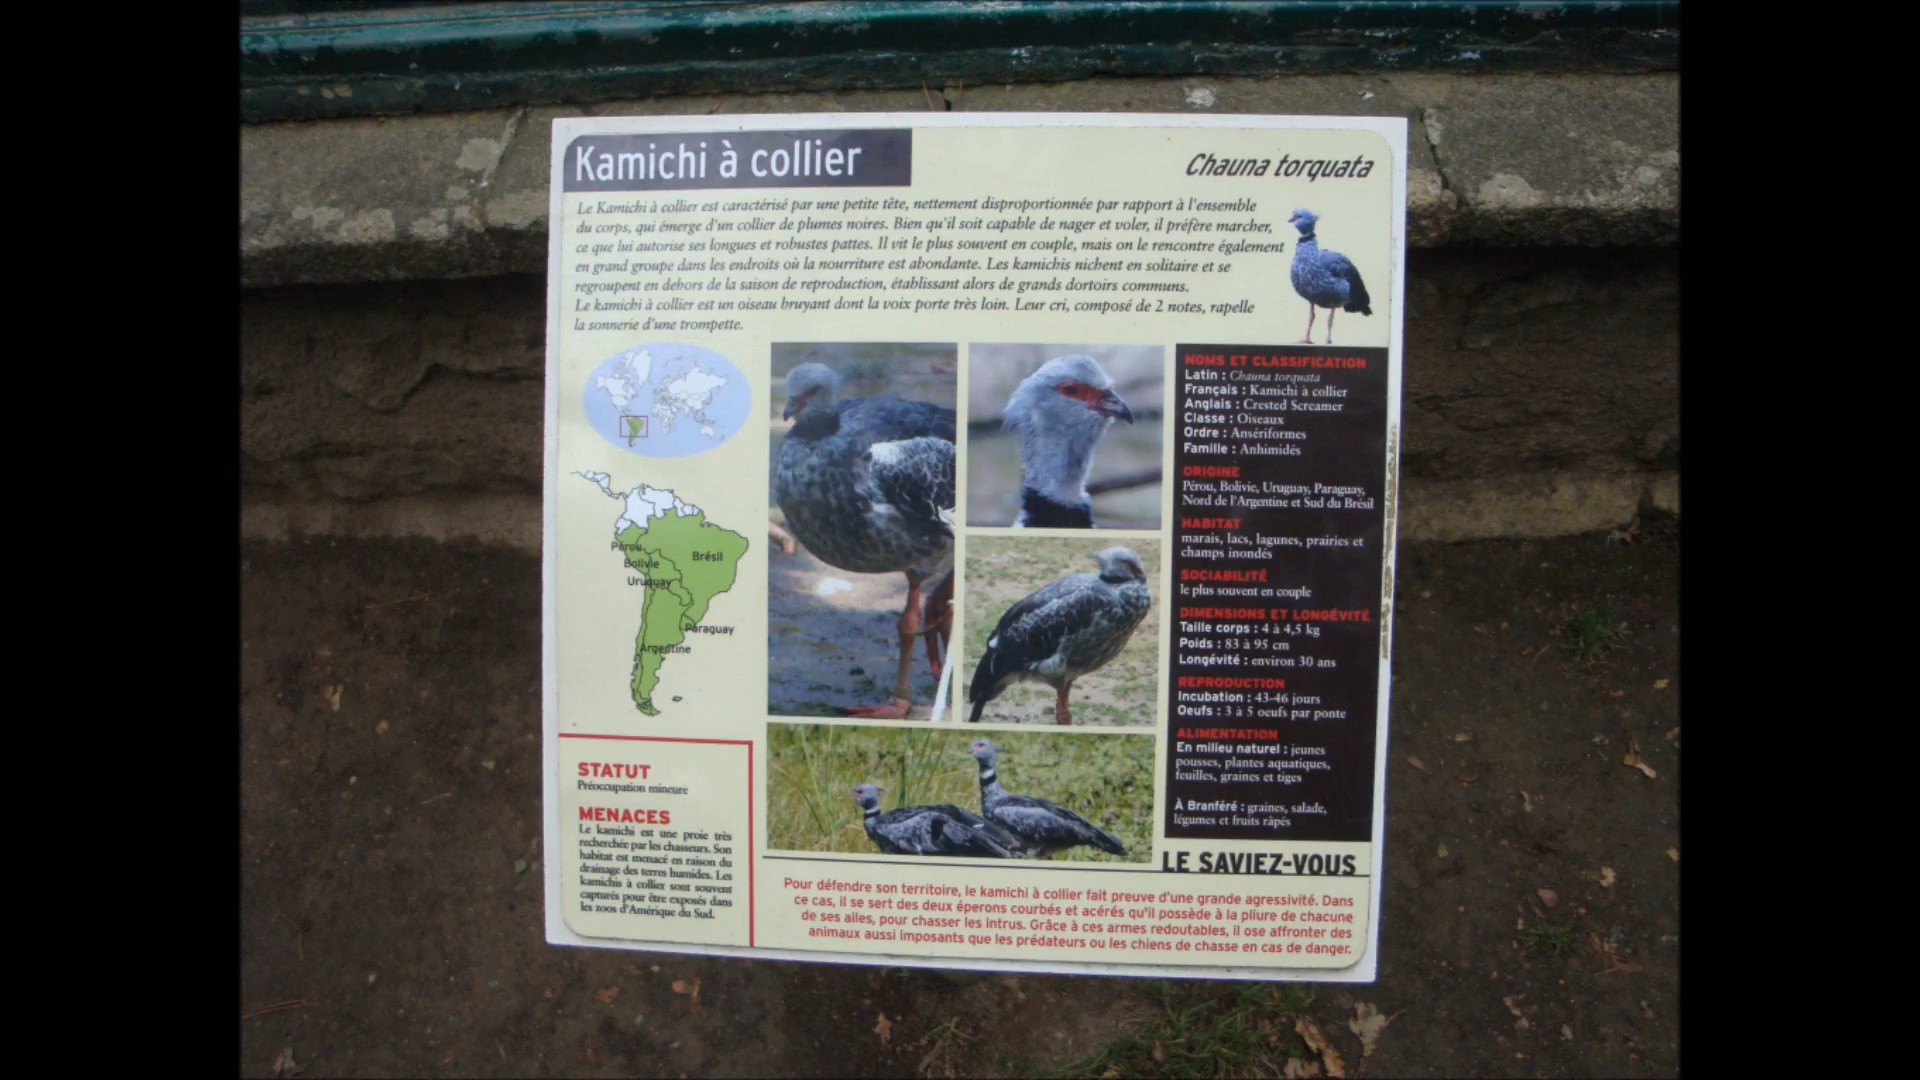 Kamichi à collier
Chauna torquata
Le Kamichi à collier est caractérisé par une petite tête, nettement disproportionnée par rapport à l'ensemble
du corps, qui émerge d'un collier de plumes noires. Bien qu'il soit capable de nager et voler, il préfère marcher,
ce que lui autorise ses longues et robustes pattes. Il vit le plus souvent en couple, mais on le rencontre également
en grand groupe dans les endroits où la nourriture est abondante. Les kamichis nichent en solitaire et se
regroupent en dehors de la saison de reproduction, établissant alors de grands dortoirs communs.
Le kamichi à collier est un oiseau bruyant dont la voix porte très loin. Leur cri, composé de 2 notes, rapelle
la sonnerie d'une trompette.
Pérou
Brésil
Bolivie
Uruguay
Paraguay
Argentine
STATUT
Préoccupation mineure
MENACES
Le kamichi est une proie très
recherchée par les chasseurs. Son
habitat est menacé en raison du
drainage des terres humides. Les
kamichis à collier sont souvent
capturés pour être exposés dans
les zoos d'Amérique du Sud.
NOMS ET CLASSIFICATION
Latin : Chauna torquata
Français : Kamichi à collier
Anglais : Crested Screamer
Classe : Oiseaux
Ordre : Ansériformes
Famille : Anhimidés
ORIGINE
Pérou, Bolivie, Uruguay, Paraguay,
Nord de l'Argentine et Sud du Brésil
HABITAT
marais, lacs, lagunes, prairies et
champs inondés
SOCIABILITÉ
le plus souvent en couple
DIMENSIONS ET LONGÉVITÉ
Taille corps : 4 à 4,5 kg
Poids : 83 à 95 cm
Longévité : environ 30 ans
REPRODUCTION
Incubation : 43-46 jours
Oeufs : 3 à 5 oeufs par ponte
ALIMENTATION
En milieu naturel : jeunes
pousses, plantes aquatiques,
feuilles, graines et tiges
À Branféré : graines, salade,
légumes et fruits râpés
LE SAVIEZ-VOUS
Pour défendre son territoire, le kamichi à collier fait preuve d'une grande agressivité. Dans
ce cas, il se sert des deux éperons courbés et acérés qu'il possède à la pliure de chacune
de ses ailes, pour chasser les intrus. Grâce à ces armes redoutables, il ose affronter des
animaux aussi imposants que les prédateurs ou les chiens de chasse en cas de danger.